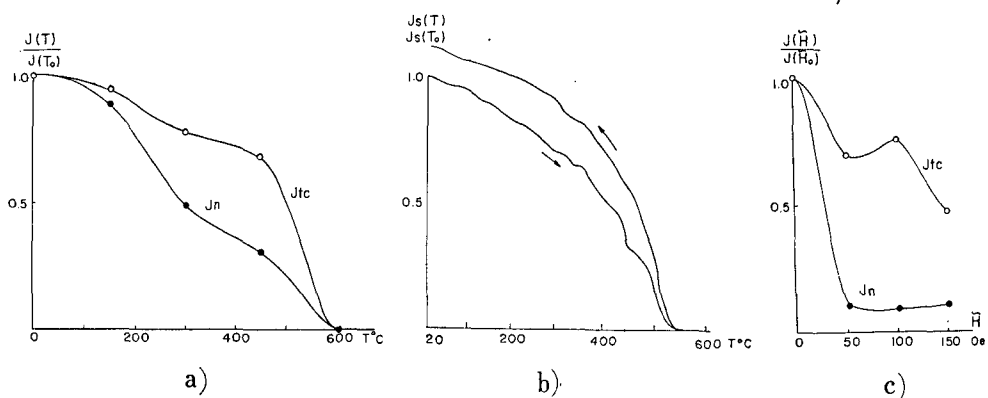 J(T)
J(T₀)
1.0
0.5
Jn
Jtc
0 200 400 600 T°C
a)
Js(T)
Js(T₀)
1.0
0.5
20 200 400 600 T°C
b)
J(H̃)
J(H̃₀)
1.0
0.5
Jtc
Jn
H̃
0 50 100 150 Oe
c)